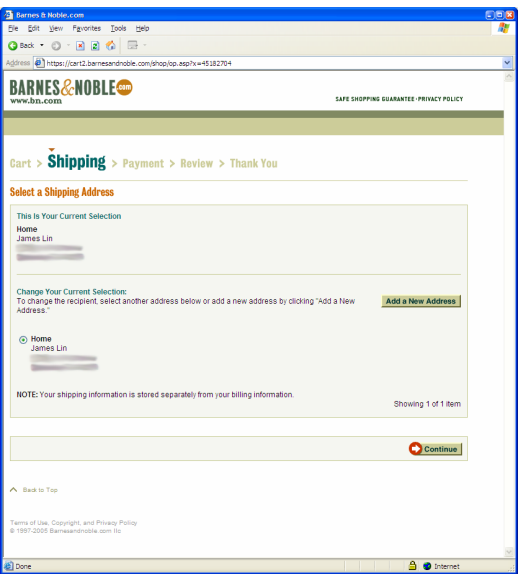 Barnes & Noble.com
File Edit View Favorites Tools Help
Back
Address https://cart2.barnesandnoble.com/shop/op.asp?x=45182704
BARNES&NOBLE.com
www.bn.com
SAFE SHOPPING GUARANTEE · PRIVACY POLICY
Cart > Shipping > Payment > Review > Thank You
Select a Shipping Address
This Is Your Current Selection
Home
James Lin
Change Your Current Selection:
To change the recipient, select another address below or add a new address by clicking "Add a New
Address."
Add a New Address
Home
James Lin
NOTE: Your shipping information is stored separately from your billing information.
Showing 1 of 1 item
Continue
Back to Top
Terms of Use, Copyright, and Privacy Policy
© 1997-2005 Barnesandnoble.com llc
Done
Internet